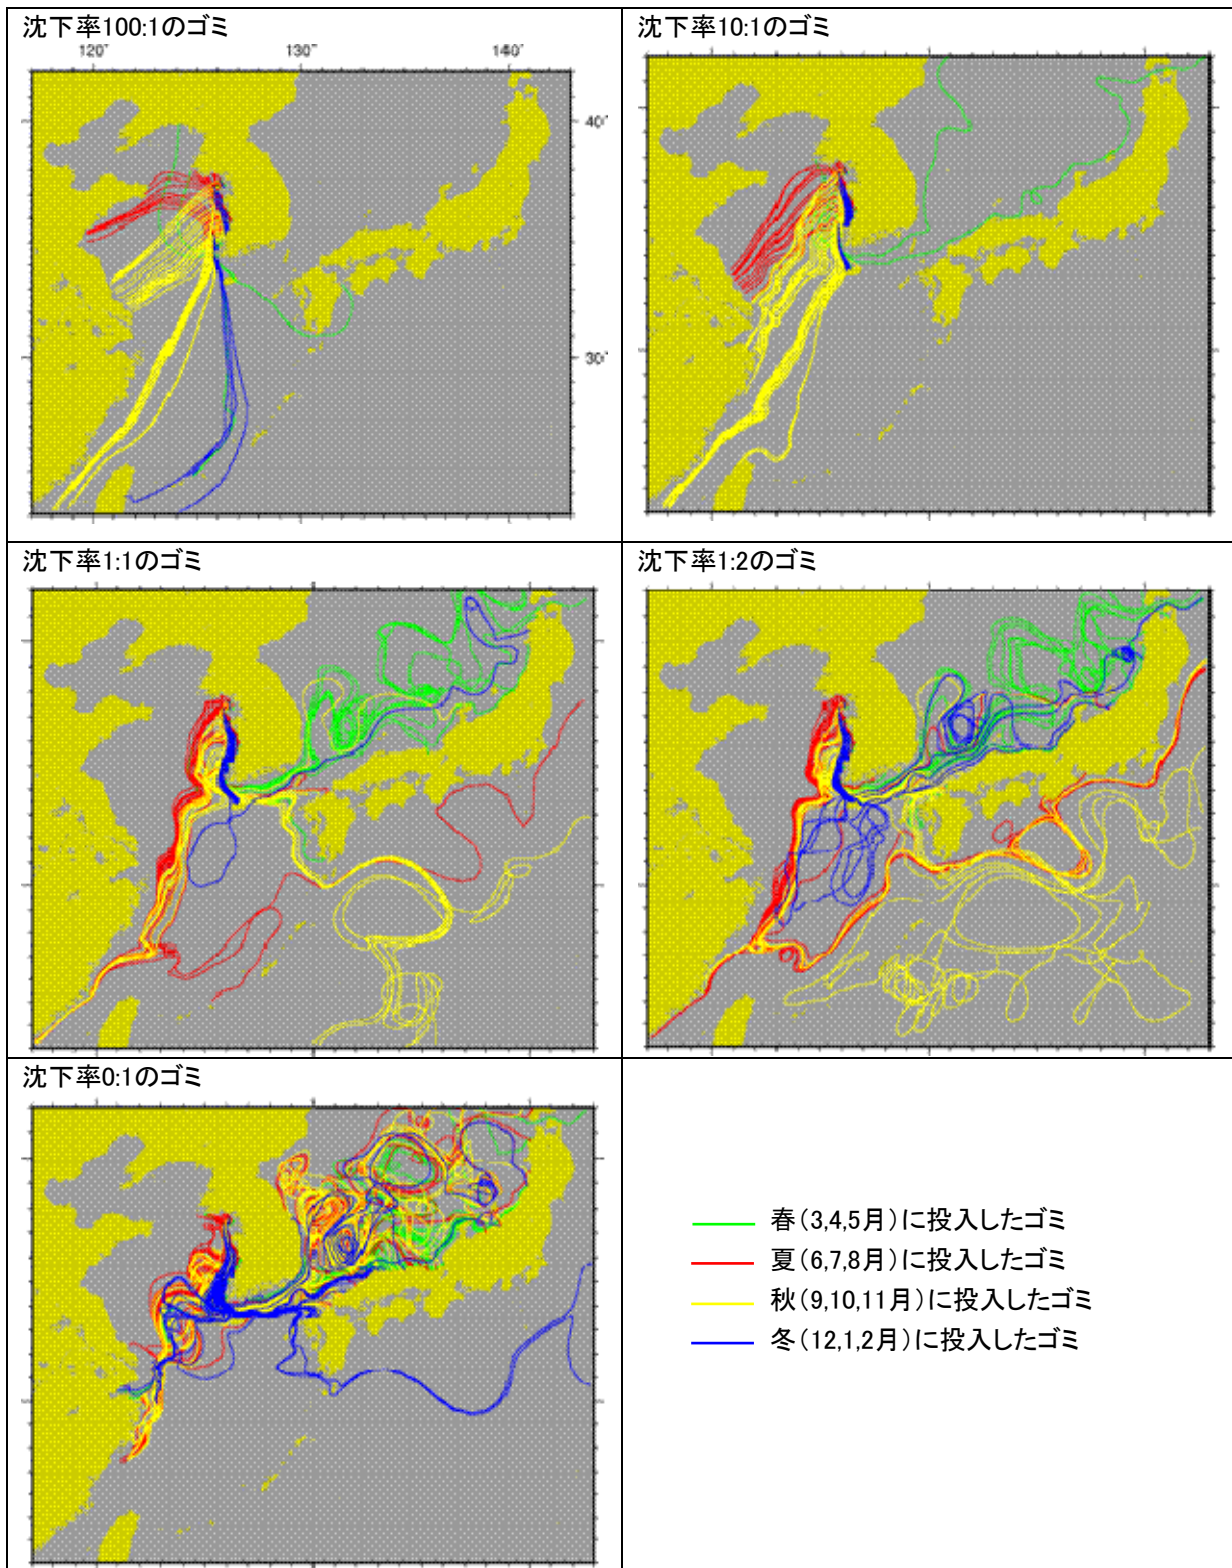 沈下率100:1のゴミ
120°
130°
140°
40°
30°
沈下率10:1のゴミ
沈下率1:1のゴミ
沈下率1:2のゴミ
沈下率0:1のゴミ
春(3,4,5月)に投入したゴミ
夏(6,7,8月)に投入したゴミ
秋(9,10,11月)に投入したゴミ
冬(12,1,2月)に投入したゴミ